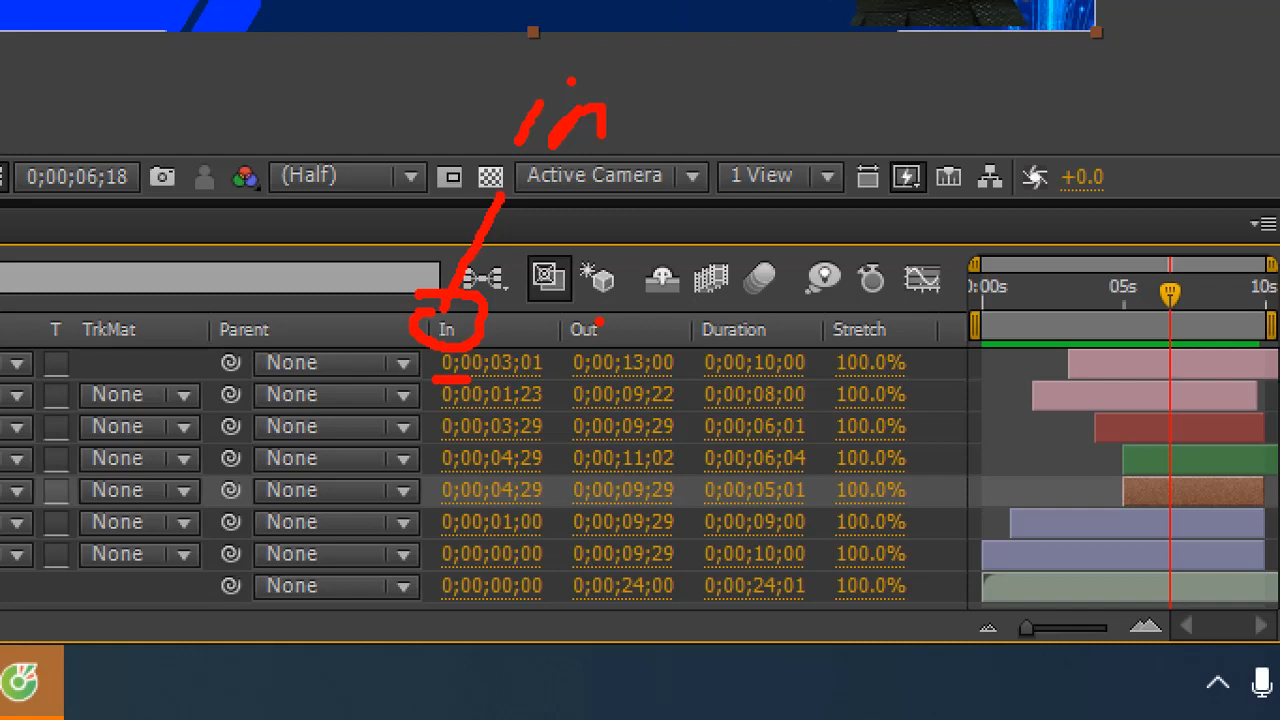 in
0;00;06;18 (Half) Active Camera 1 View +0.0
0:00s 05s 10s
T TrkMat Parent In Out Duration Stretch
None 0;00;03;01 0;00;13;00 0;00;10;00 100.0%
None None 0;00;01;23 0;00;09;22 0;00;08;00 100.0%
None None 0;00;03;29 0;00;09;29 0;00;06;01 100.0%
None None 0;00;04;29 0;00;11;02 0;00;06;04 100.0%
None None 0;00;04;29 0;00;09;29 0;00;05;01 100.0%
None None 0;00;01;00 0;00;09;29 0;00;09;00 100.0%
None None 0;00;00;00 0;00;09;29 0;00;10;00 100.0%
None 0;00;00;00 0;00;24;00 0;00;24;01 100.0%